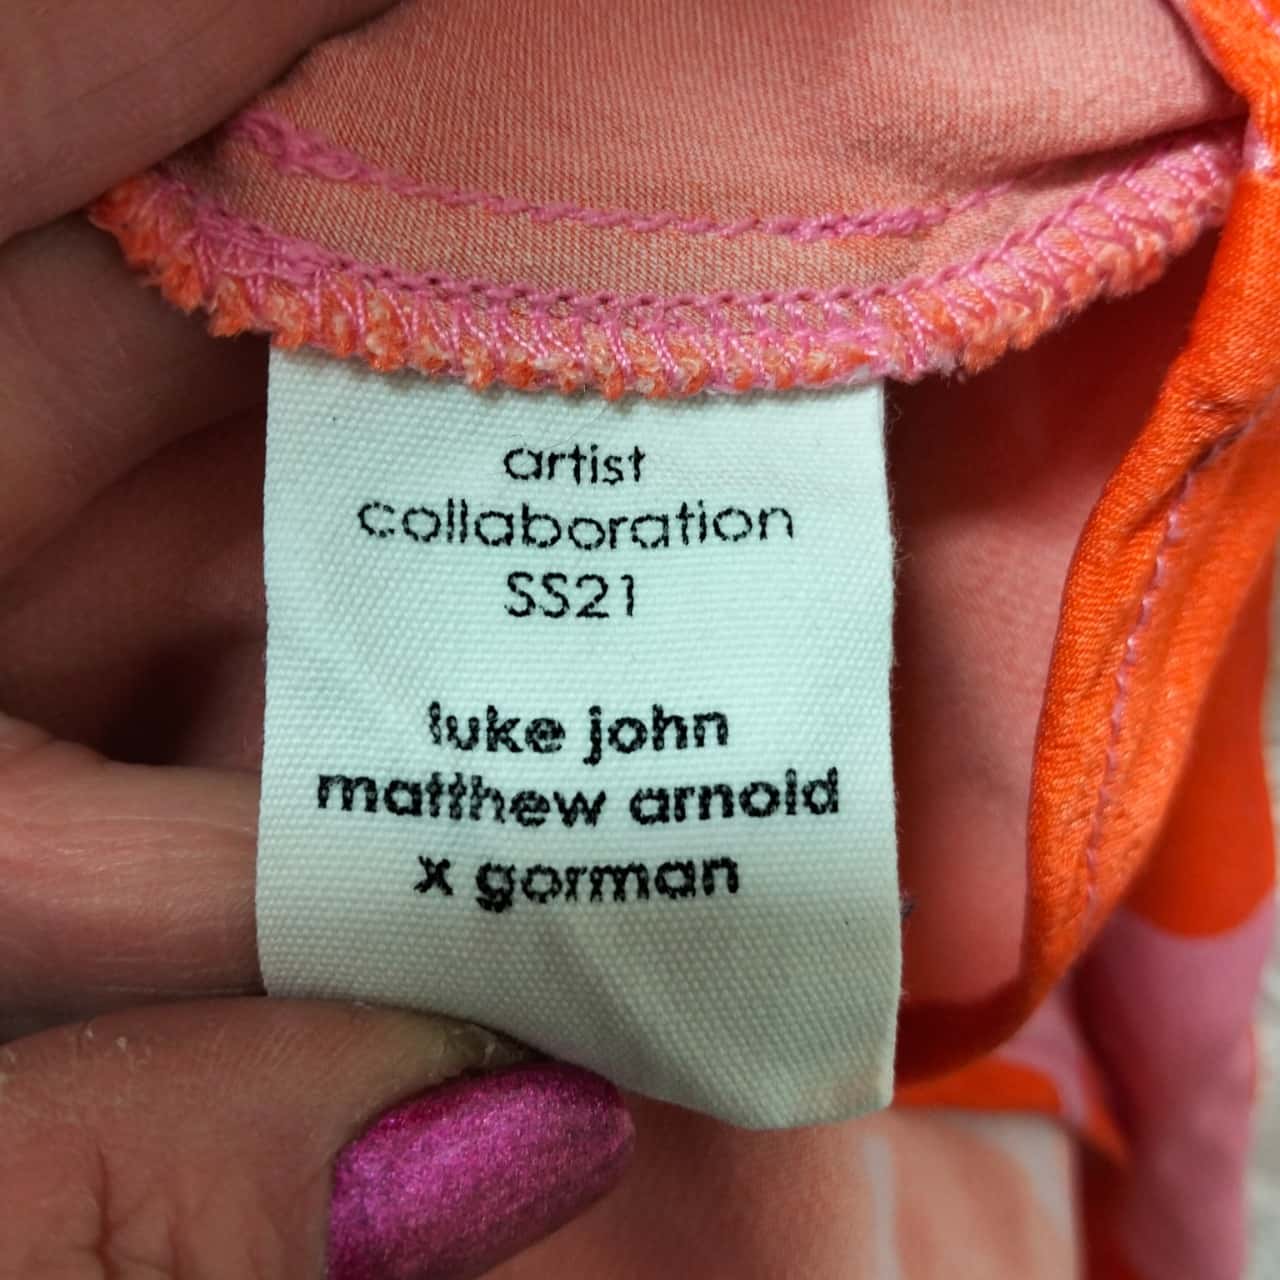 artist
collaboration
SS21
luke john
matthew arnold
x gorman